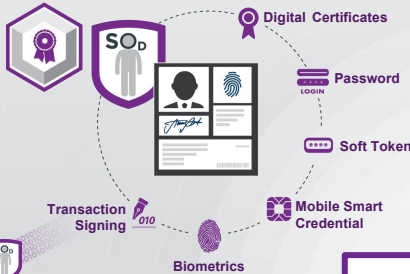 Digital Certificates
SOD
Password
LOGIN
Soft Token
Mobile Smart
Credential
Transaction
Signing
010
Biometrics